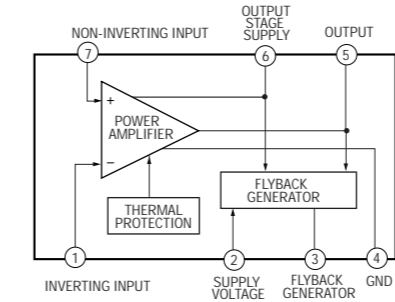 OUTPUT
STAGE
SUPPLY
NON-INVERTING INPUT
OUTPUT
7
6
5
+
POWER
AMPLIFIER
−
FLYBACK
GENERATOR
THERMAL
PROTECTION
1
2
3
4
INVERTING INPUT
SUPPLY
VOLTAGE
FLYBACK
GENERATOR
GND